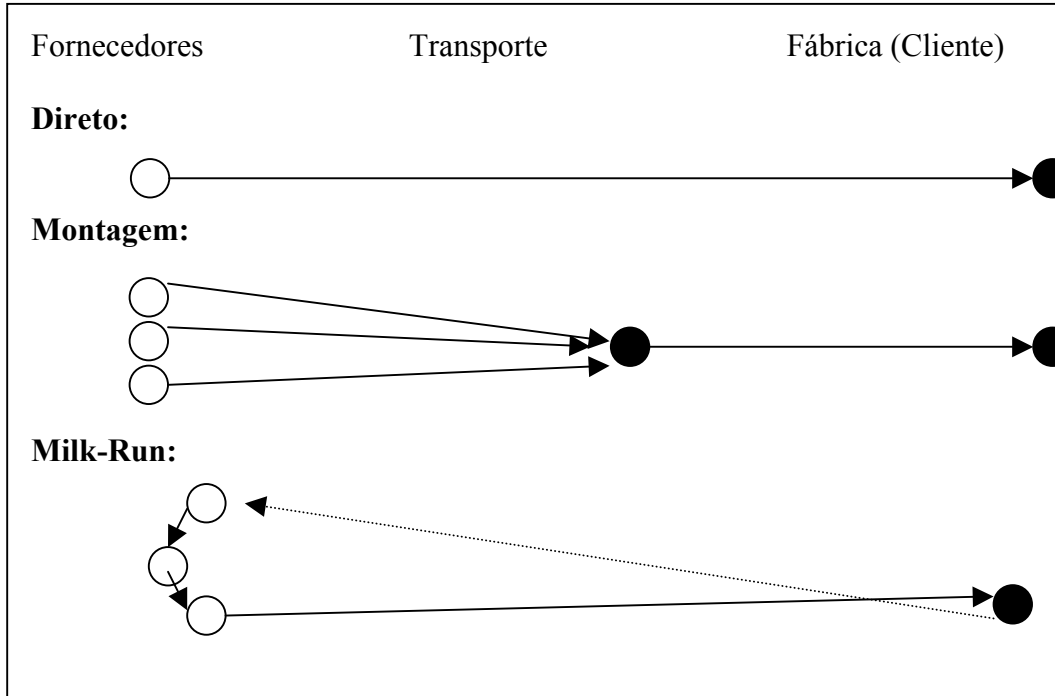 Fornecedores Transporte Fábrica (Cliente)
Direto:
Montagem:
Milk-Run: